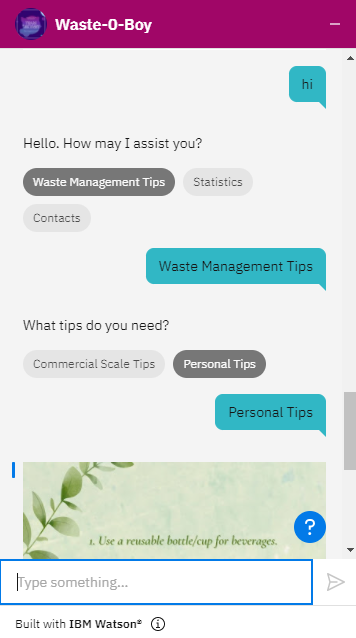 Waste-O-Boy
hi
Hello. How may I assist you?
Waste Management Tips
Statistics
Contacts
Waste Management Tips
What tips do you need?
Commercial Scale Tips
Personal Tips
Personal Tips
1. Use a reusable bottle/cup for beverages.
?
Type something...
Built with IBM Watson®